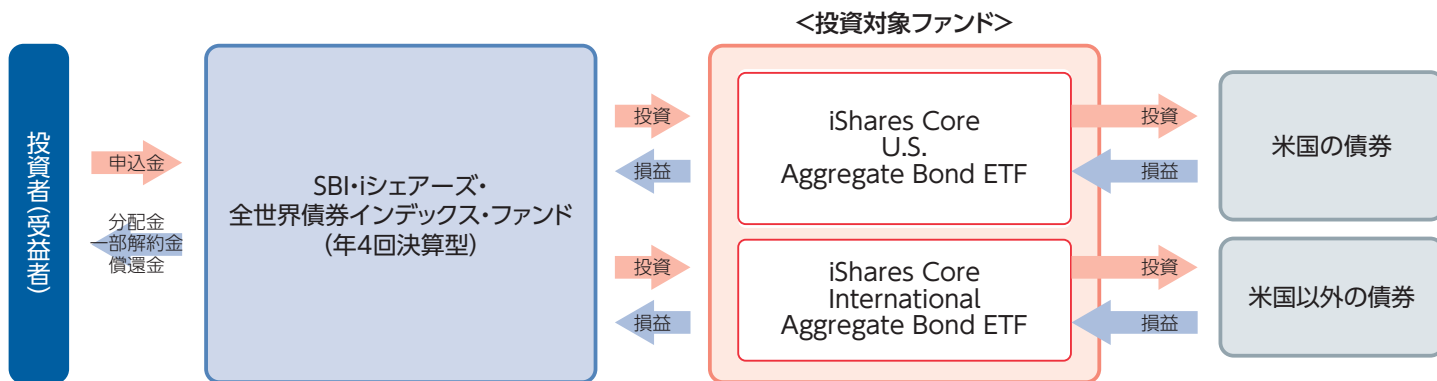 <投資対象ファンド>
投資者(受益者)
申込金
分配金
一部解約金
償還金
SBI・iシェアーズ・
全世界債券インデックス・ファンド
(年4回決算型)
投資
損益
投資
損益
iShares Core
U.S.
Aggregate Bond ETF
iShares Core
International
Aggregate Bond ETF
投資
損益
投資
損益
米国の債券
米国以外の債券